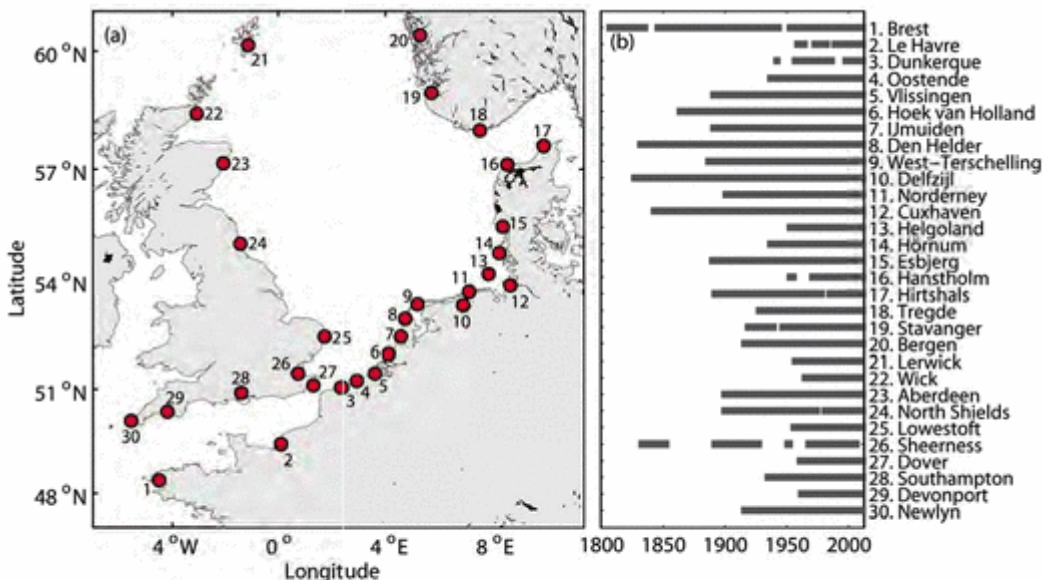 (a)
60 °N
57 °N
54 °N
51 °N
48 °N
Latitude
4 °W
0 °
4 °E
8 °E
Longitude
20
21
19
22
18
17
23
16
15
24
14
13
11
12
9
10
8
25
7
6
26
27
28
5
4
3
29
30
2
1
(b)
1. Brest
2. Le Havre
3. Dunkerque
4. Oostende
5. Vlissingen
6. Hoek van Holland
7. IJmuiden
8. Den Helder
9. West-Terschelling
10. Delfzijl
11. Norderney
12. Cuxhaven
13. Helgoland
14. Hörnum
15. Esbjerg
16. Hanstholm
17. Hirtshals
18. Tregde
19. Stavanger
20. Bergen
21. Lerwick
22. Wick
23. Aberdeen
24. North Shields
25. Lowestoft
26. Sheerness
27. Dover
28. Southampton
29. Devonport
30. Newlyn
1800 1850 1900 1950 2000